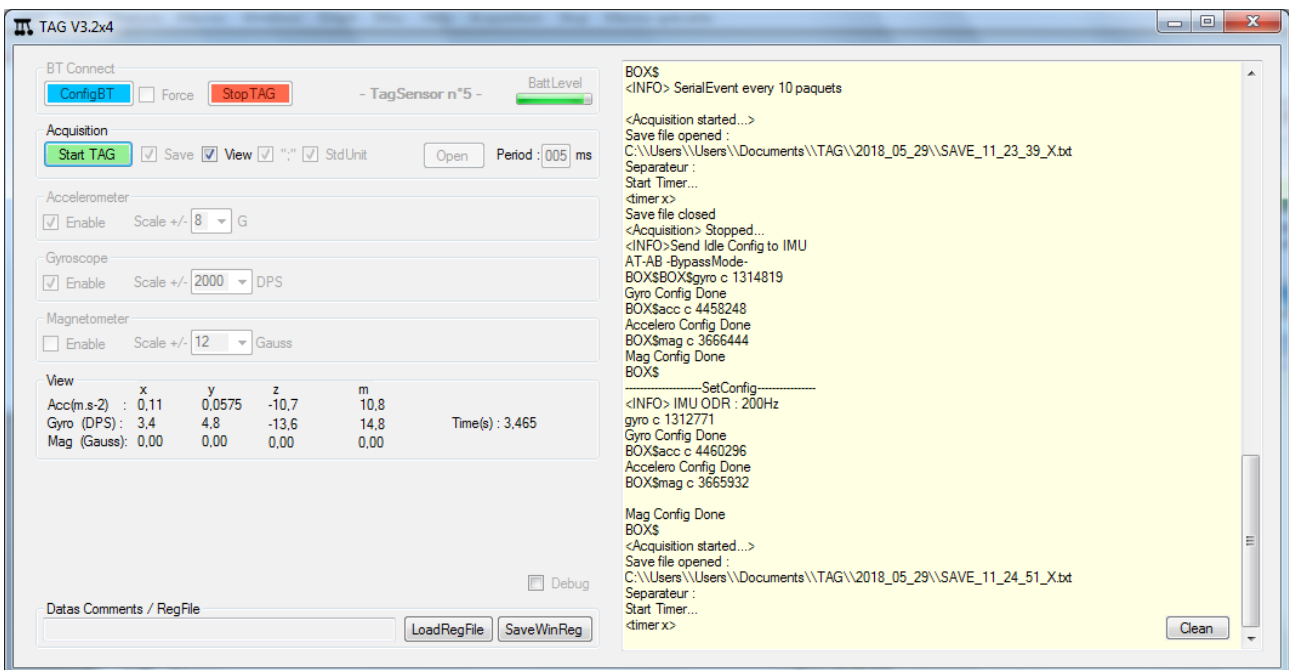 TAG V3.2x4
BT Connect
ConfigBT Force StopTAG - TagSensor n°5 - BattLevel
Acquisition
Start TAG Save View ";" StdUnit Open Period : 005 ms
Accelerometer
Enable Scale +/- 8 G
Gyroscope
Enable Scale +/- 2000 DPS
Magnetometer
Enable Scale +/- 12 Gauss
View
x y z m
Acc(m.s-2) : 0,11 0,0575 -10,7 10,8
Gyro (DPS) : 3,4 4,8 -13,6 14,8 Time(s) : 3,465
Mag (Gauss): 0,00 0,00 0,00 0,00
Debug
Datas Comments / RegFile
LoadRegFile SaveWinReg
BOX$
<INFO> SerialEvent every 10 paquets
<Acquisition started...>
Save file opened :
C:\\Users\\Users\\Documents\\TAG\\2018_05_29\\SAVE_11_23_39_X.txt
Separateur :
Start Timer...
<timer x>
Save file closed
<Acquisition> Stopped...
<INFO>Send Idle Config to IMU
AT-AB -BypassMode-
BOX$BOX$gyro c 1314819
Gyro Config Done
BOX$acc c 4458248
Accelero Config Done
BOX$mag c 3666444
Mag Config Done
BOX$
----------------------SetConfig-----------------
<INFO> IMU ODR : 200Hz
gyro c 1312771
Gyro Config Done
BOX$acc c 4460296
Accelero Config Done
BOX$mag c 3665932
Mag Config Done
BOX$
<Acquisition started...>
Save file opened :
C:\\Users\\Users\\Documents\\TAG\\2018_05_29\\SAVE_11_24_51_X.txt
Separateur :
Start Timer...
<timer x>
Clean